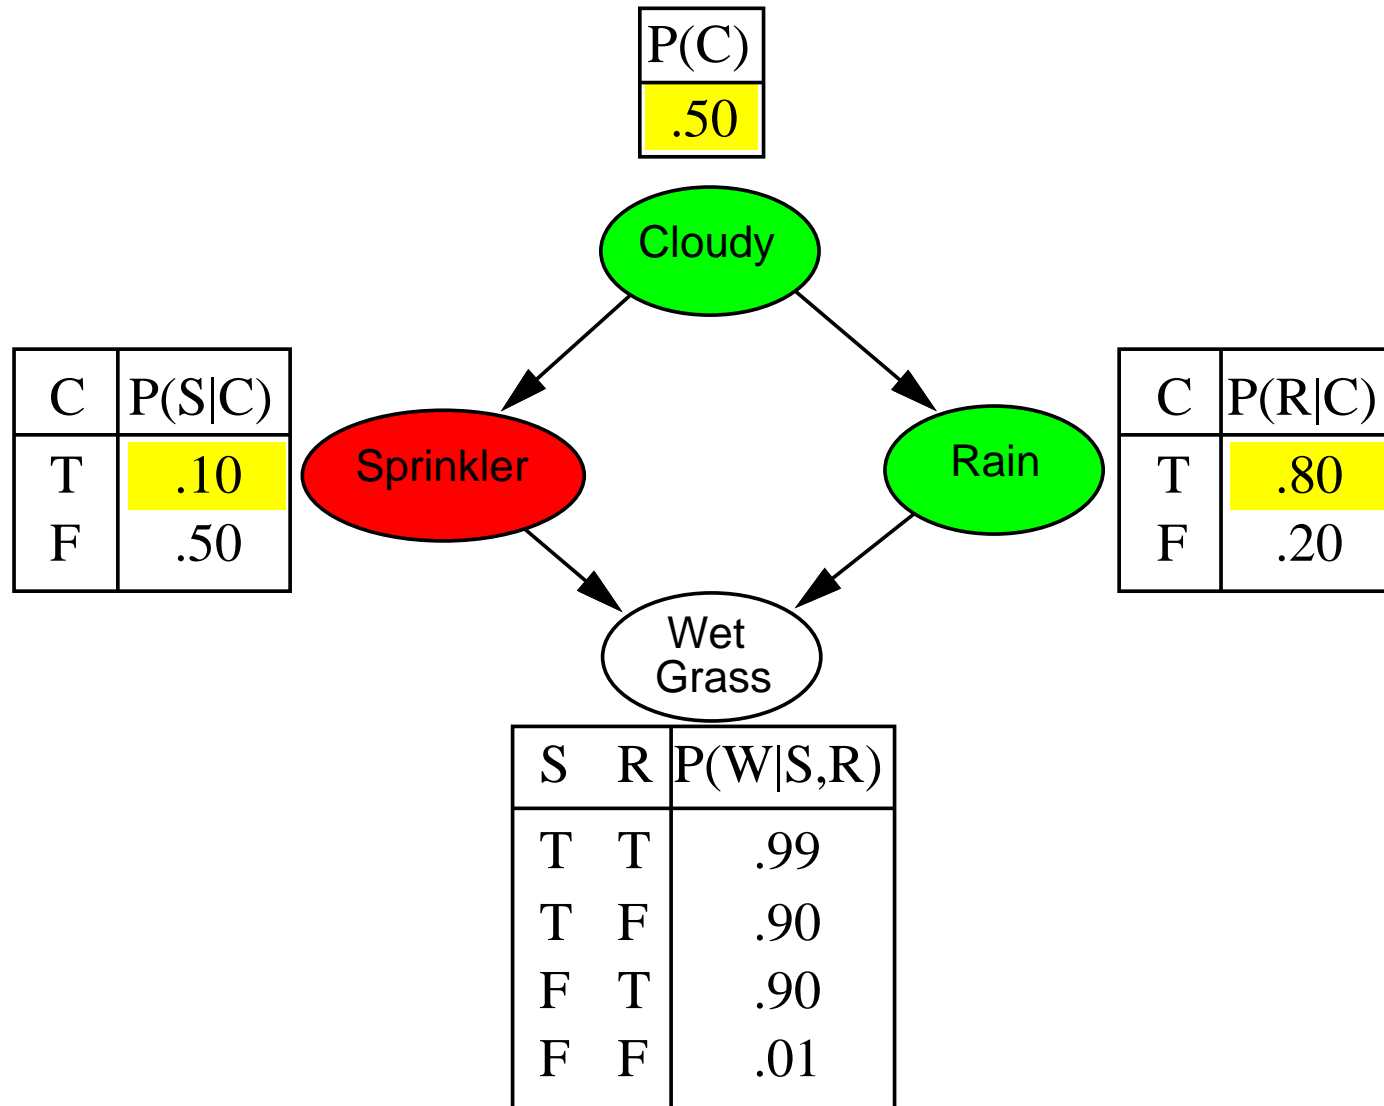 P(C)
.50
Cloudy
C P(S|C)
T .10
F .50
Sprinkler
Rain
C P(R|C)
T .80
F .20
Wet
Grass
S R P(W|S,R)
T T .99
T F .90
F T .90
F F .01